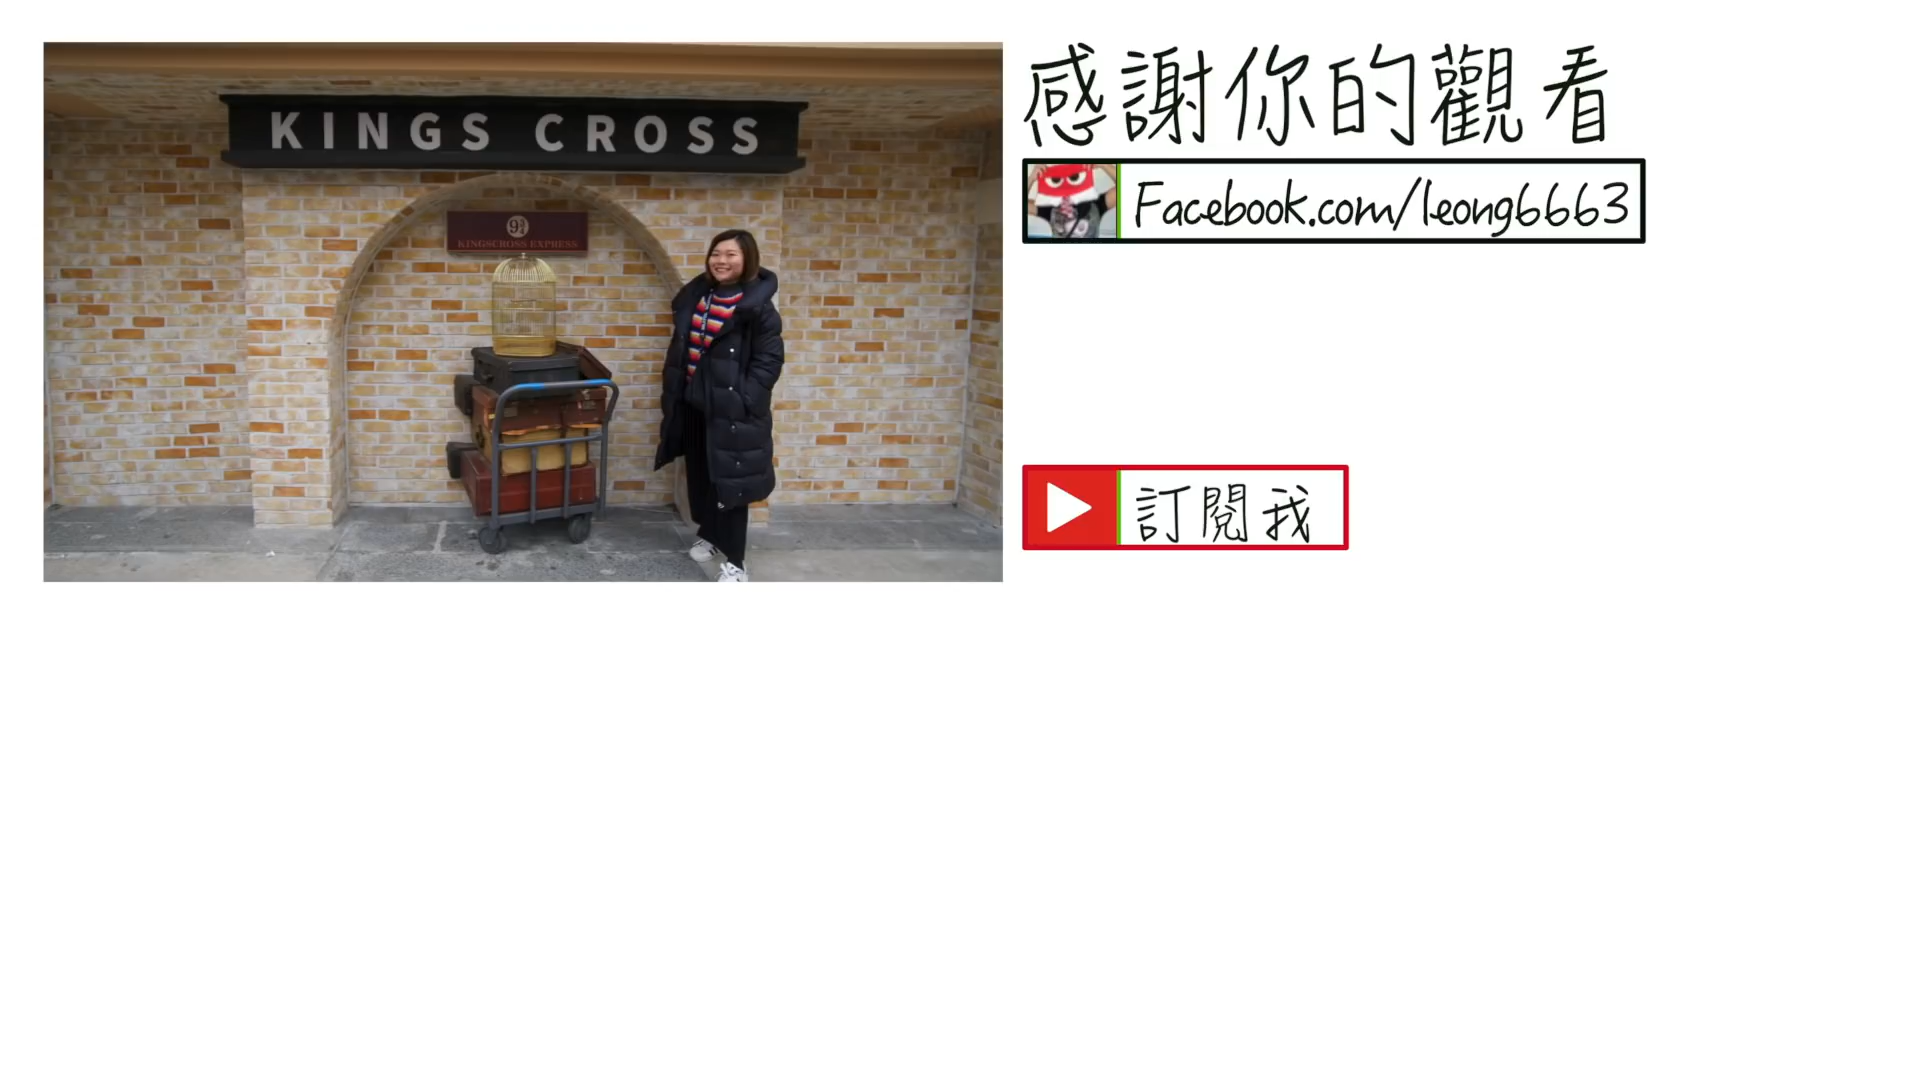 KINGS CROSS
9¾
KINGSCROSS EXPRESS
感謝你的觀看
Facebook.com/leong6663
訂閱我